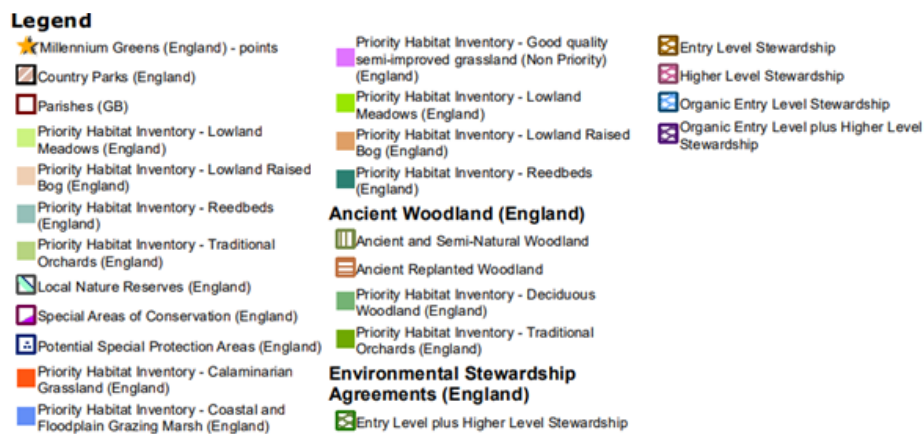 Legend
Millennium Greens (England) - points
Country Parks (England)
Parishes (GB)
Priority Habitat Inventory - Lowland
Meadows (England)
Priority Habitat Inventory - Lowland Raised
Bog (England)
Priority Habitat Inventory - Reedbeds
(England)
Priority Habitat Inventory - Traditional
Orchards (England)
Local Nature Reserves (England)
Special Areas of Conservation (England)
Potential Special Protection Areas (England)
Priority Habitat Inventory - Calaminarian
Grassland (England)
Priority Habitat Inventory - Coastal and
Floodplain Grazing Marsh (England)
Priority Habitat Inventory - Good quality
semi-improved grassland (Non Priority)
(England)
Priority Habitat Inventory - Lowland
Meadows (England)
Priority Habitat Inventory - Lowland Raised
Bog (England)
Priority Habitat Inventory - Reedbeds
(England)
Ancient Woodland (England)
Ancient and Semi-Natural Woodland
Ancient Replanted Woodland
Priority Habitat Inventory - Deciduous
Woodland (England)
Priority Habitat Inventory - Traditional
Orchards (England)
Environmental Stewardship
Agreements (England)
Entry Level plus Higher Level Stewardship
Entry Level Stewardship
Higher Level Stewardship
Organic Entry Level Stewardship
Organic Entry Level plus Higher Level
Stewardship